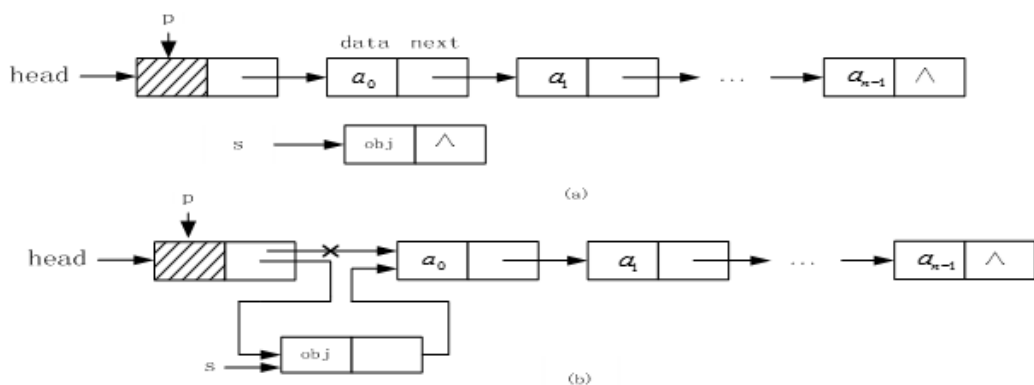 p
data next
head a₀ a₁ ... aₙ₋₁ ∧
s obj ∧
(a)
p
head a₀ a₁ ... aₙ₋₁ ∧
s obj
(b)